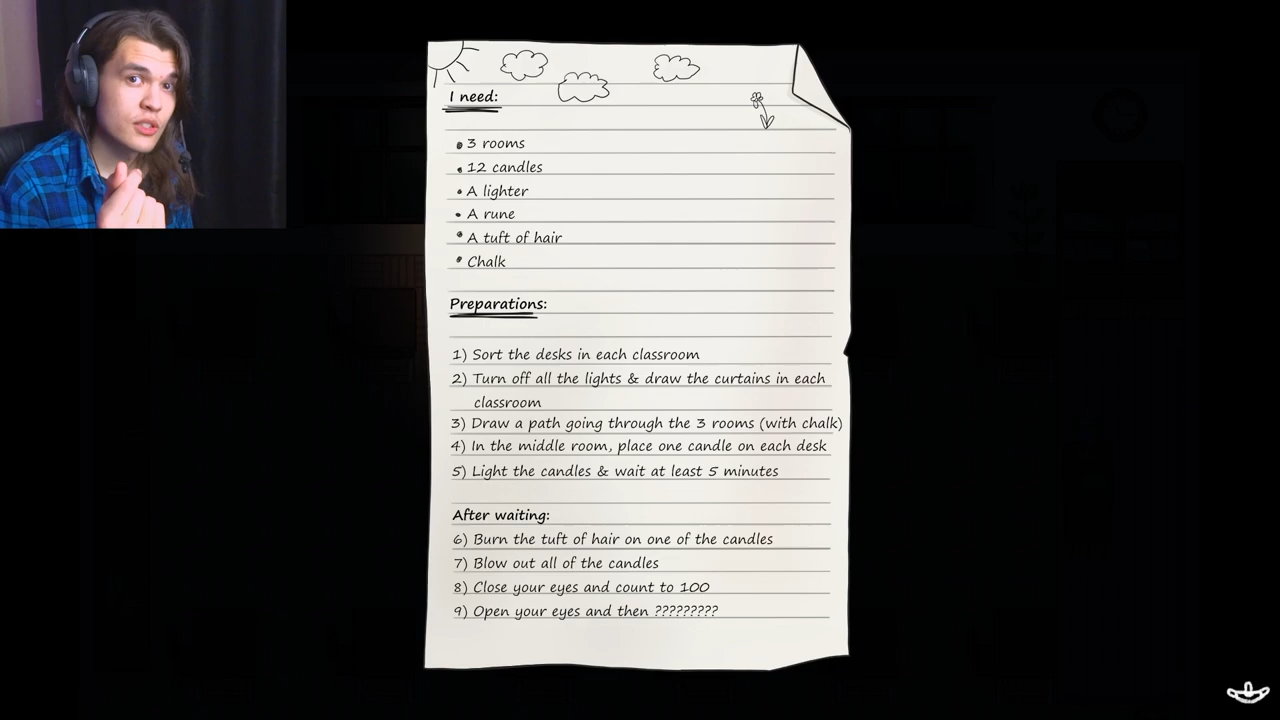 I need:
• 3 rooms
• 12 candles
• A lighter
• A rune
• A tuft of hair
• Chalk
Preparations:
1) Sort the desks in each classroom
2) Turn off all the lights & draw the curtains in each
classroom
3) Draw a path going through the 3 rooms (with chalk)
4) In the middle room, place one candle on each desk
5) Light the candles & wait at least 5 minutes
After waiting:
6) Burn the tuft of hair on one of the candles
7) Blow out all of the candles
8) Close your eyes and count to 100
9) Open your eyes and then ?????????